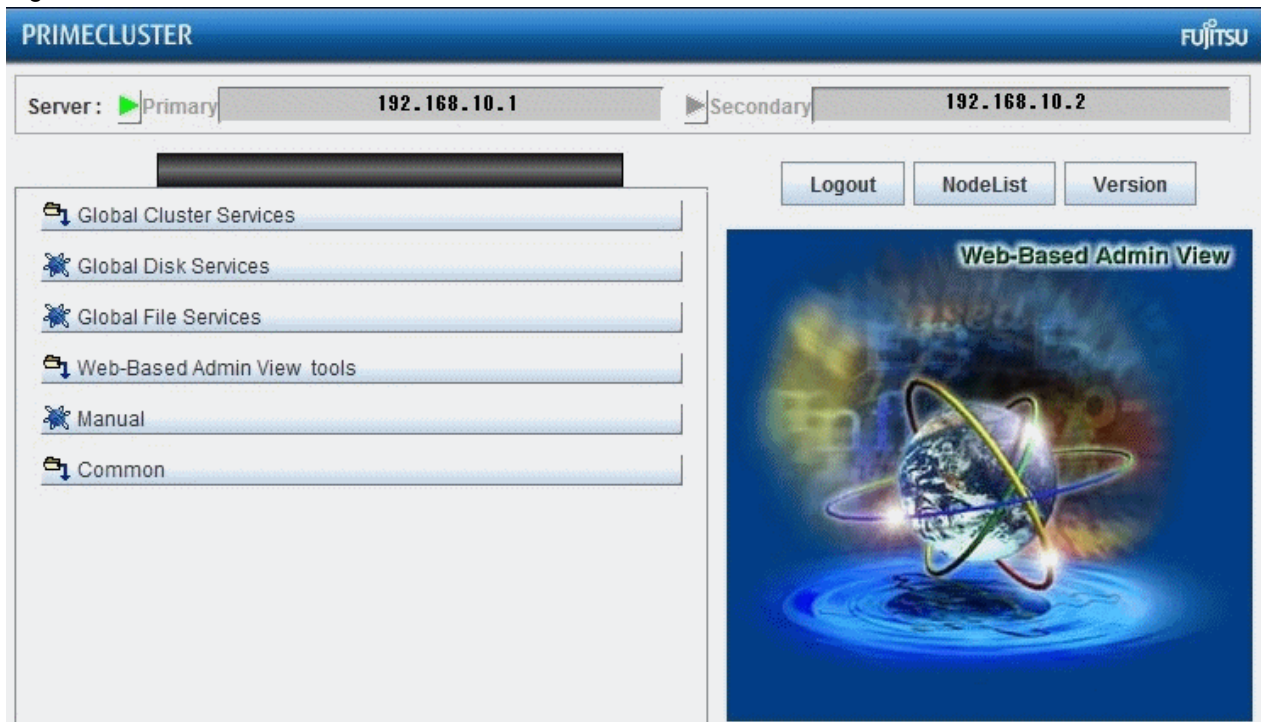 PRIMECLUSTER FUJITSU
Server : Primary 192.168.10.1 Secondary 192.168.10.2
Logout NodeList Version
Global Cluster Services
Global Disk Services
Global File Services
Web-Based Admin View tools
Manual
Common
Web-Based Admin View